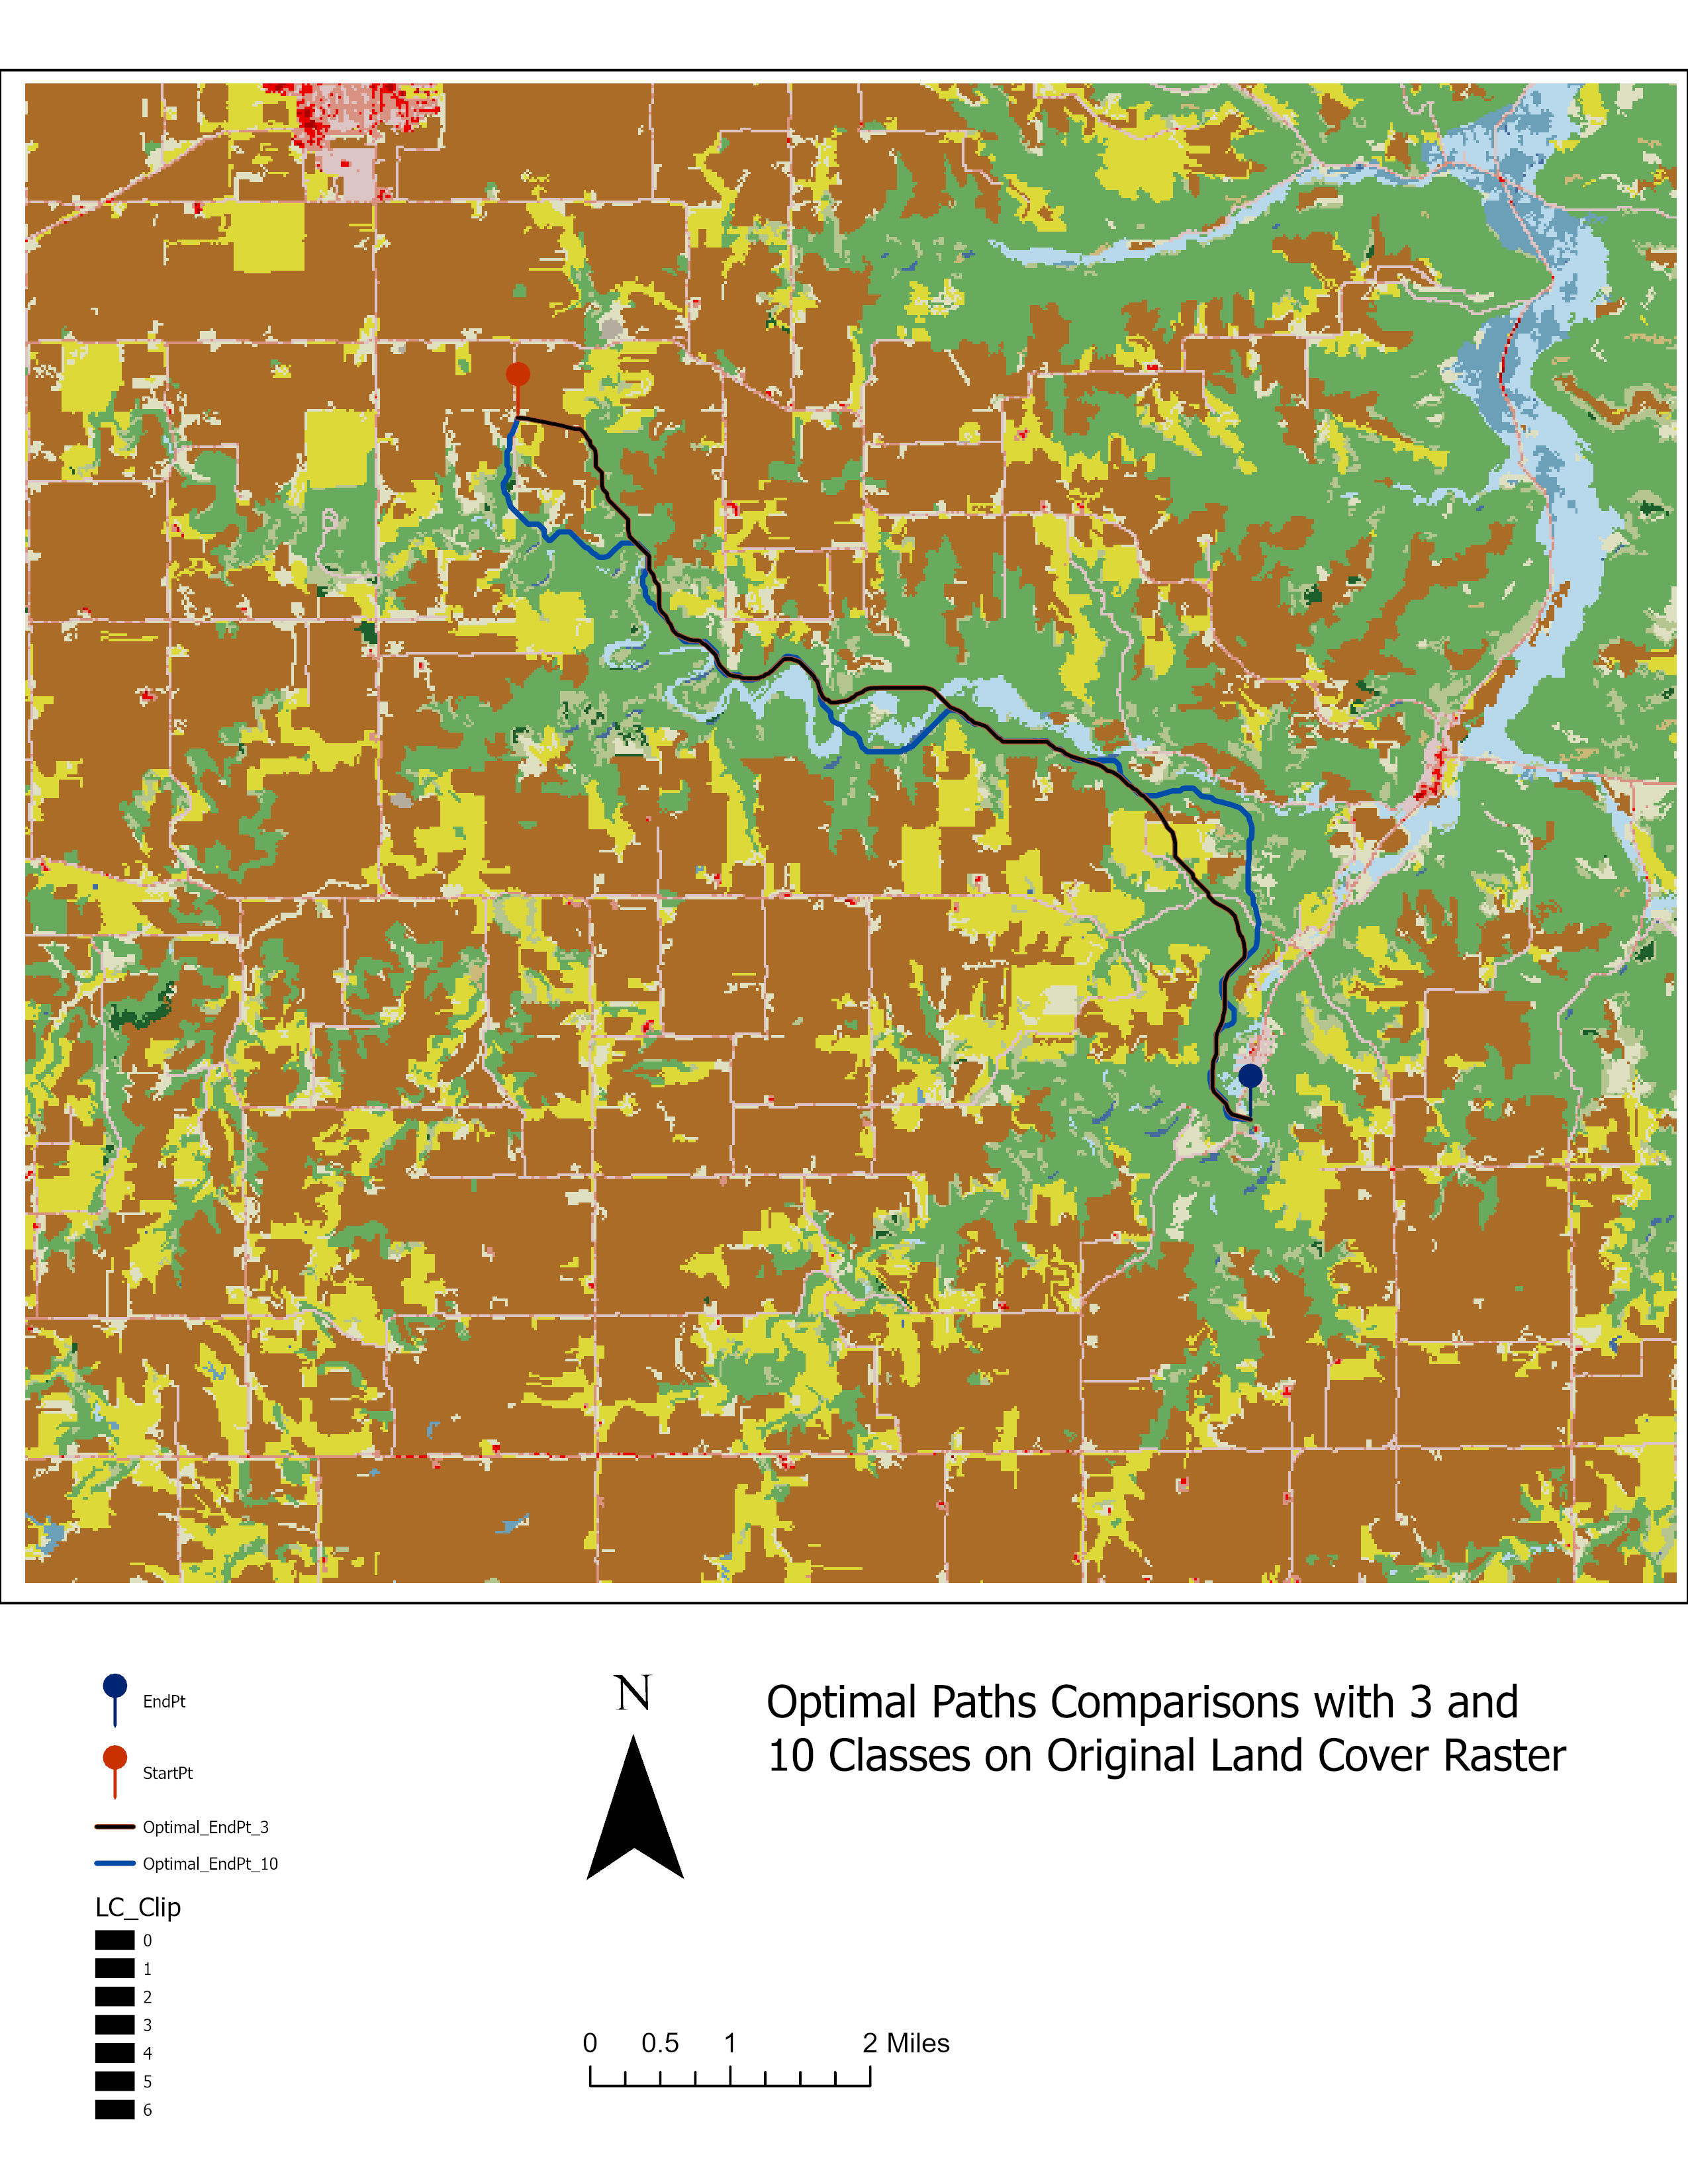 EndPt
StartPt
Optimal_EndPt_3
Optimal_EndPt_10
LC_Clip
0
1
2
3
4
5
6
N
0 0.5 1 2 Miles
Optimal Paths Comparisons with 3 and
10 Classes on Original Land Cover Raster